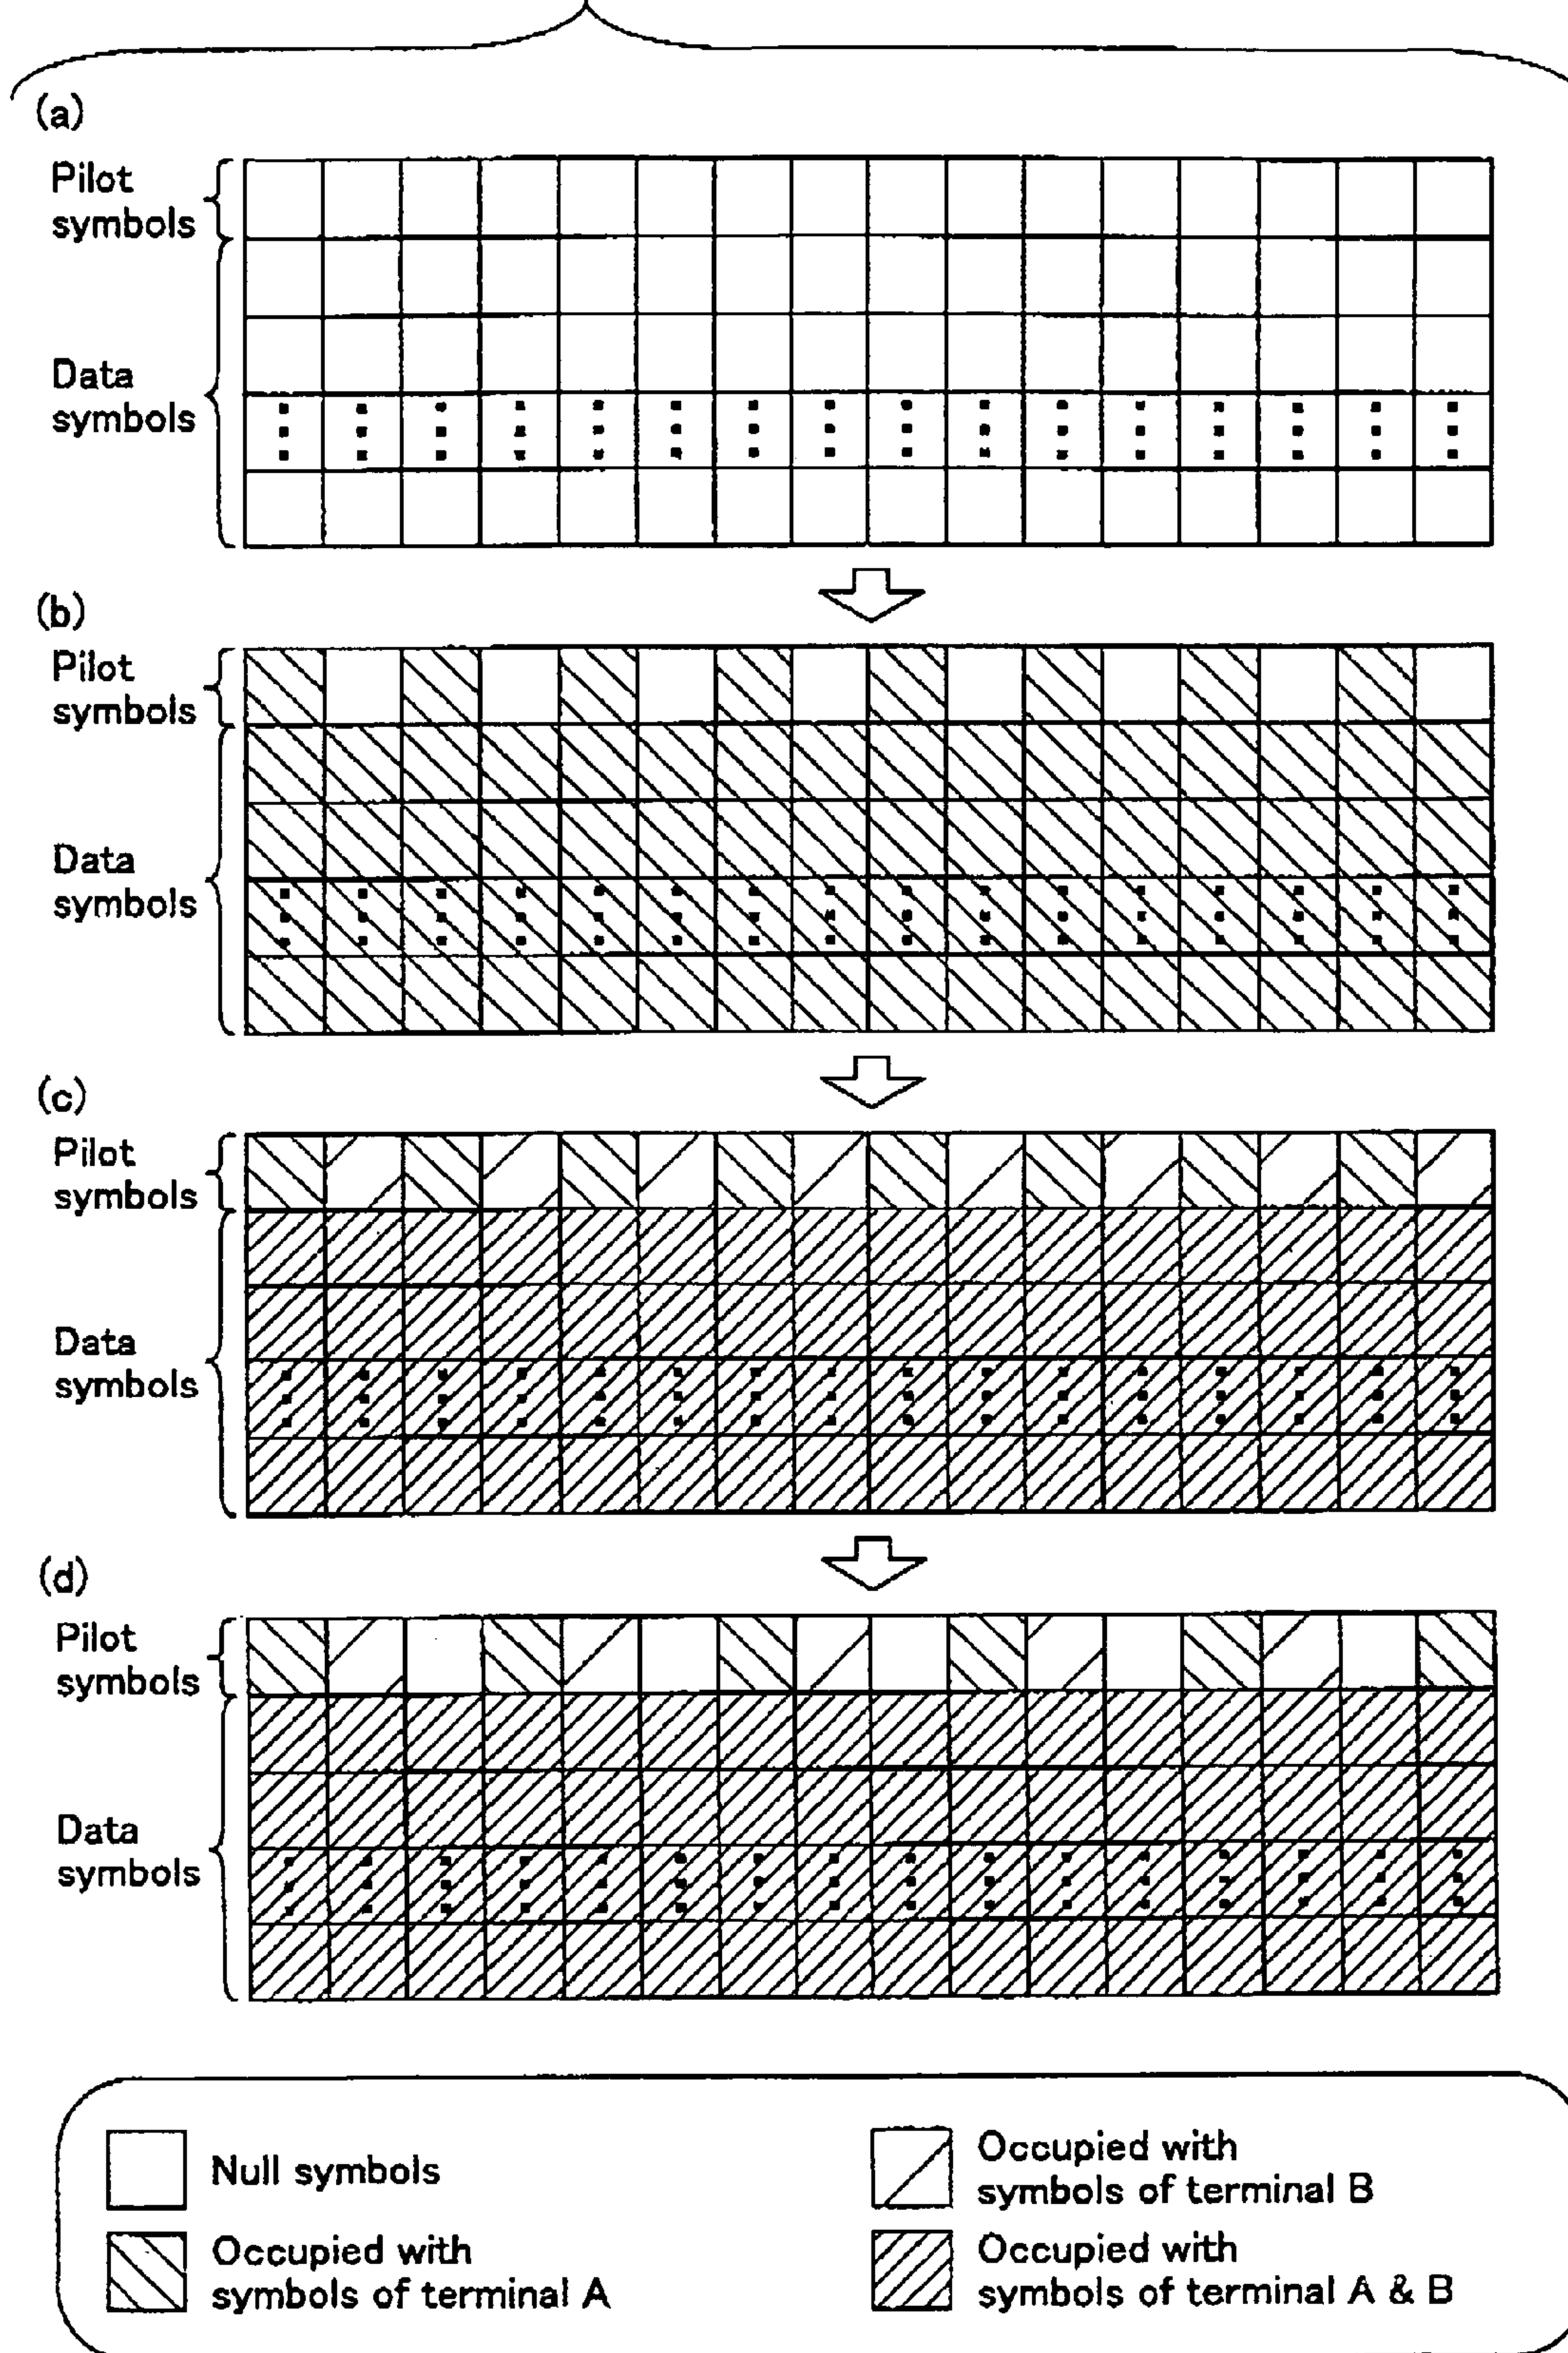 (a)
Pilot
symbols
Data
symbols
(b)
Pilot
symbols
Data
symbols
(c)
Pilot
symbols
Data
symbols
(d)
Pilot
symbols
Data
symbols
Null symbols
Occupied with
symbols of terminal A
Occupied with
symbols of terminal B
Occupied with
symbols of terminal A & B